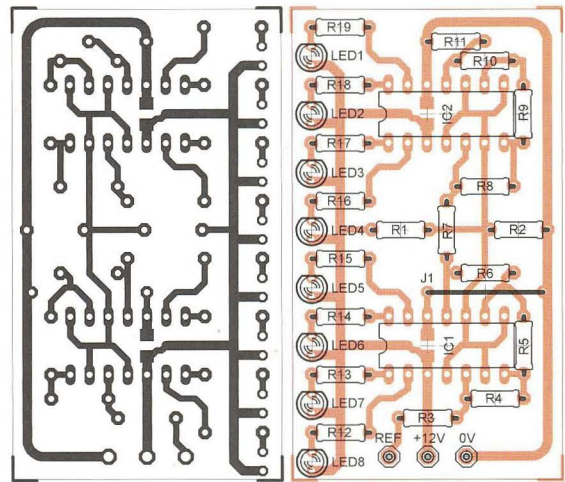 R19
R11
LED1
R10
R18
LED2
IC2
R9
R17
LED3
R8
R16
LED4
R1
R7
R2
R15
R6
LED5
J1
R14
LED6
IC1
R5
R13
LED7
R4
R3
R12
REF +12V 0V
LED8